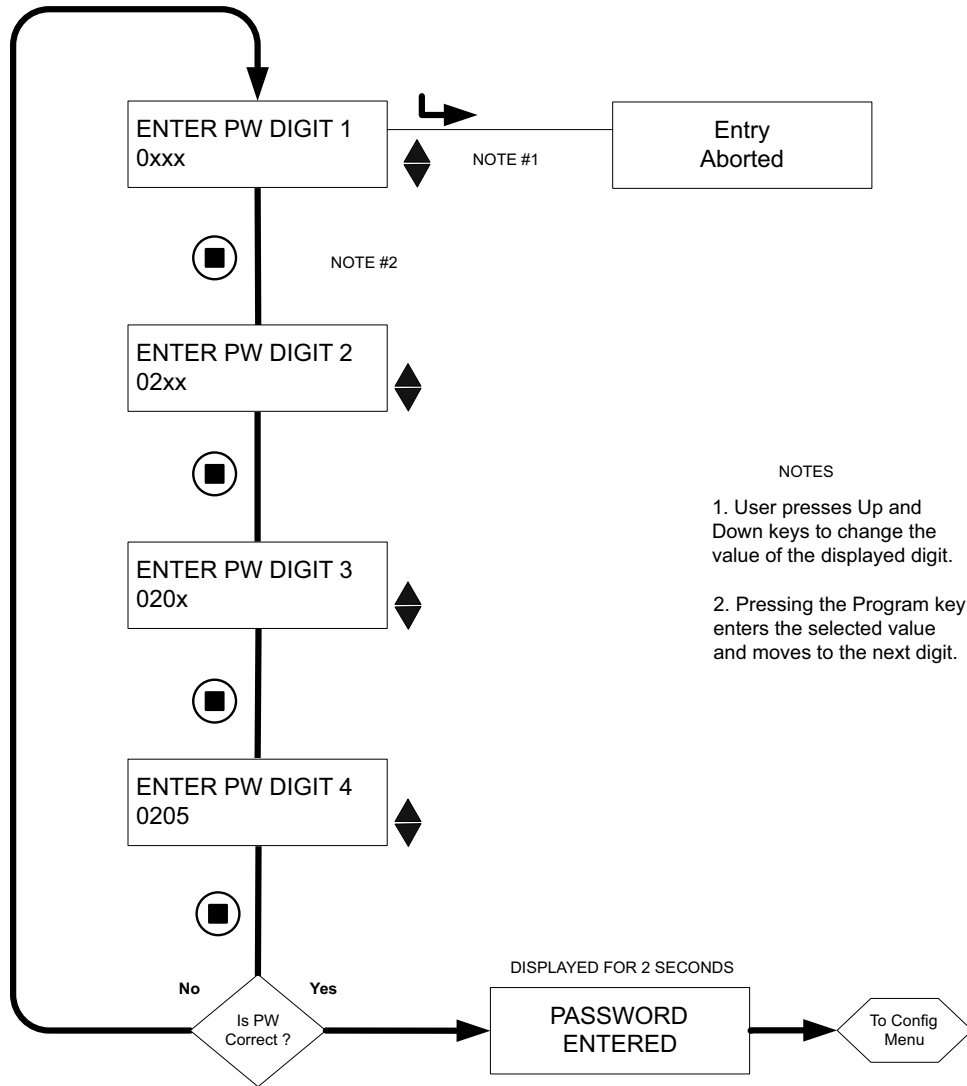 ENTER PW DIGIT 1
0xxx
NOTE #1
Entry
Aborted
NOTE #2
ENTER PW DIGIT 2
02xx
ENTER PW DIGIT 3
020x
NOTES
1. User presses Up and
Down keys to change the
value of the displayed digit.
2. Pressing the Program key
enters the selected value
and moves to the next digit.
ENTER PW DIGIT 4
0205
No
Yes
Is PW
Correct ?
DISPLAYED FOR 2 SECONDS
PASSWORD
ENTERED
To Config
Menu